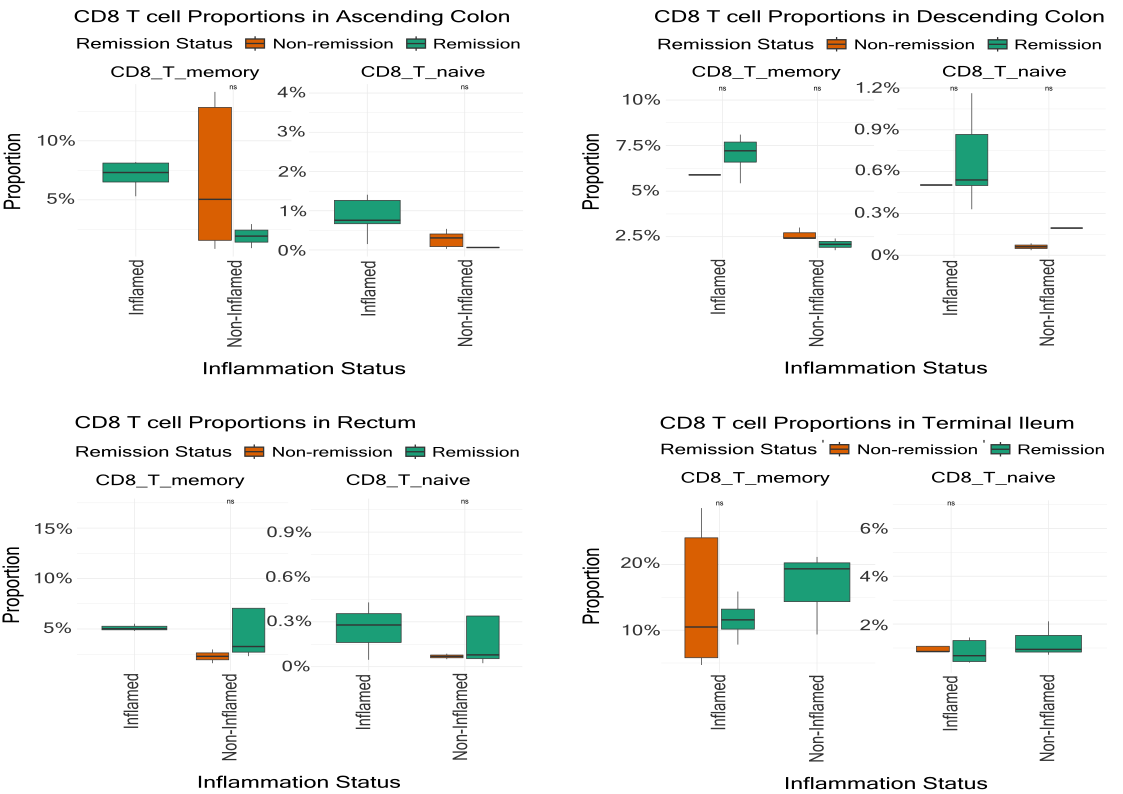 CD8 T cell Proportions in Ascending Colon
Remission Status Non-remission Remission
CD8_T_memory CD8_T_naive
ns ns
Proportion
10%
5%
4%
3%
2%
1%
0%
Inflamed Non-Inflamed Inflamed Non-Inflamed
Inflammation Status
CD8 T cell Proportions in Descending Colon
Remission Status Non-remission Remission
CD8_T_memory CD8_T_naive
ns ns ns ns
Proportion
10%
7.5%
5%
2.5%
1.2%
0.9%
0.6%
0.3%
0%
Inflamed Non-Inflamed Inflamed Non-Inflamed
Inflammation Status
CD8 T cell Proportions in Rectum
Remission Status Non-remission Remission
CD8_T_memory CD8_T_naive
ns ns
Proportion
15%
10%
5%
0.9%
0.6%
0.3%
0%
Inflamed Non-Inflamed Inflamed Non-Inflamed
Inflammation Status
CD8 T cell Proportions in Terminal Ileum
Remission Status Non-remission Remission
CD8_T_memory CD8_T_naive
ns ns
Proportion
20%
10%
6%
4%
2%
Inflamed Non-Inflamed Inflamed Non-Inflamed
Inflammation Status